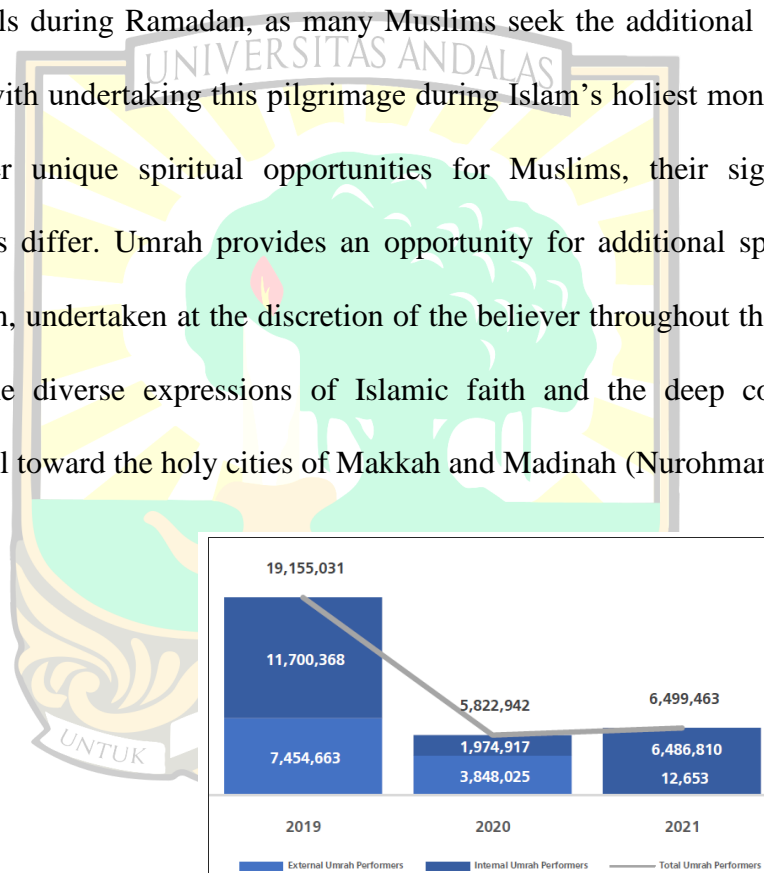 ls during Ramadan, as many Muslims seek the additional
UNIVERSITAS ANDALAS
with undertaking this pilgrimage during Islam’s holiest mon
r unique spiritual opportunities for Muslims, their sig
s differ. Umrah provides an opportunity for additional sp
n, undertaken at the discretion of the believer throughout th
e diverse expressions of Islamic faith and the deep co
l toward the holy cities of Makkah and Madinah (Nurohman
19,155,031
11,700,368
5,822,942
6,499,463
UNTUK
7,454,663
1,974,917
6,486,810
3,848,025
12,653
2019
2020
2021
External Umrah Performers
Internal Umrah Performers
Total Umrah Performers